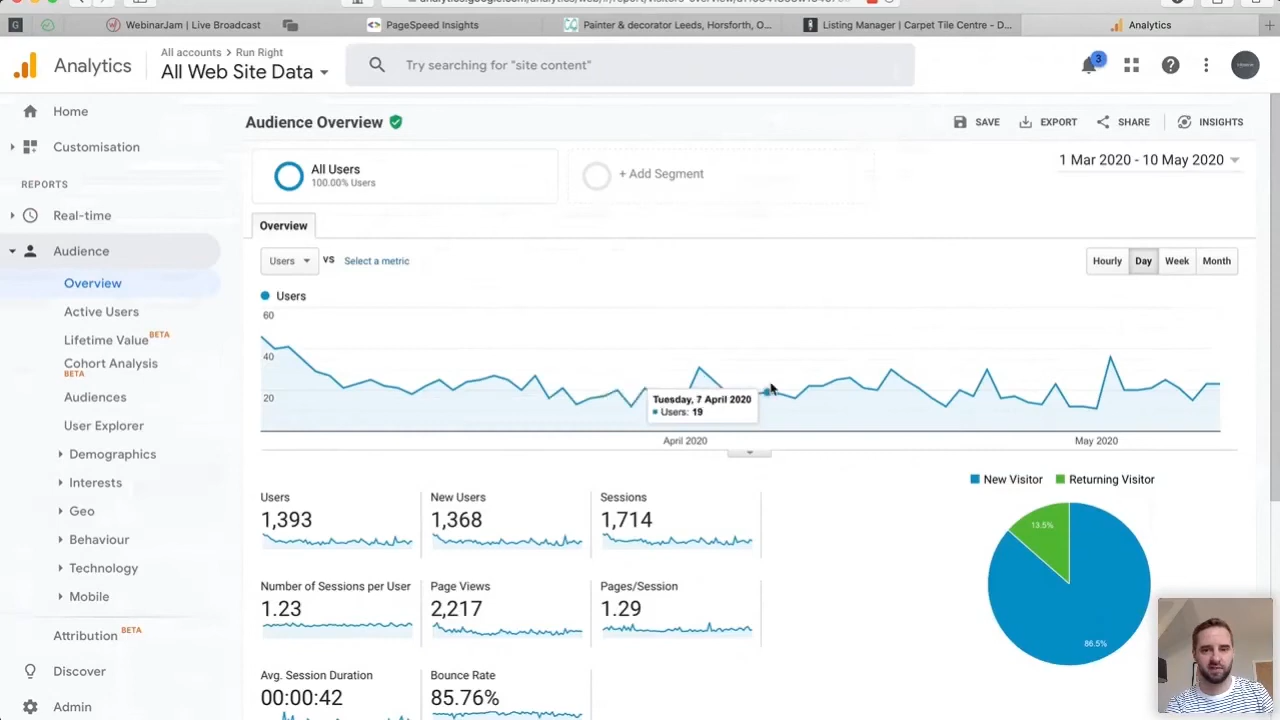 WebinarJam | Live Broadcast
PageSpeed Insights
Painter & decorator Leeds, Horsforth, O...
Listing Manager | Carpet Tile Centre - D...
Analytics
Analytics
All accounts > Run Right
All Web Site Data
Try searching for "site content"
3
Home
Customisation
REPORTS
Real-time
Audience
Overview
Active Users
Lifetime Value BETA
Cohort Analysis
BETA
Audiences
User Explorer
Demographics
Interests
Geo
Behaviour
Technology
Mobile
Attribution BETA
Discover
Admin
Audience Overview
SAVE
EXPORT
SHARE
INSIGHTS
All Users
100.00% Users
+ Add Segment
1 Mar 2020 - 10 May 2020
Overview
Users
VS
Select a metric
Hourly
Day
Week
Month
Users
60
40
20
Tuesday, 7 April 2020
Users: 19
April 2020
May 2020
New Visitor
Returning Visitor
13.5%
86.5%
Users
1,393
New Users
1,368
Sessions
1,714
Number of Sessions per User
1.23
Page Views
2,217
Pages/Session
1.29
Avg. Session Duration
00:00:42
Bounce Rate
85.76%